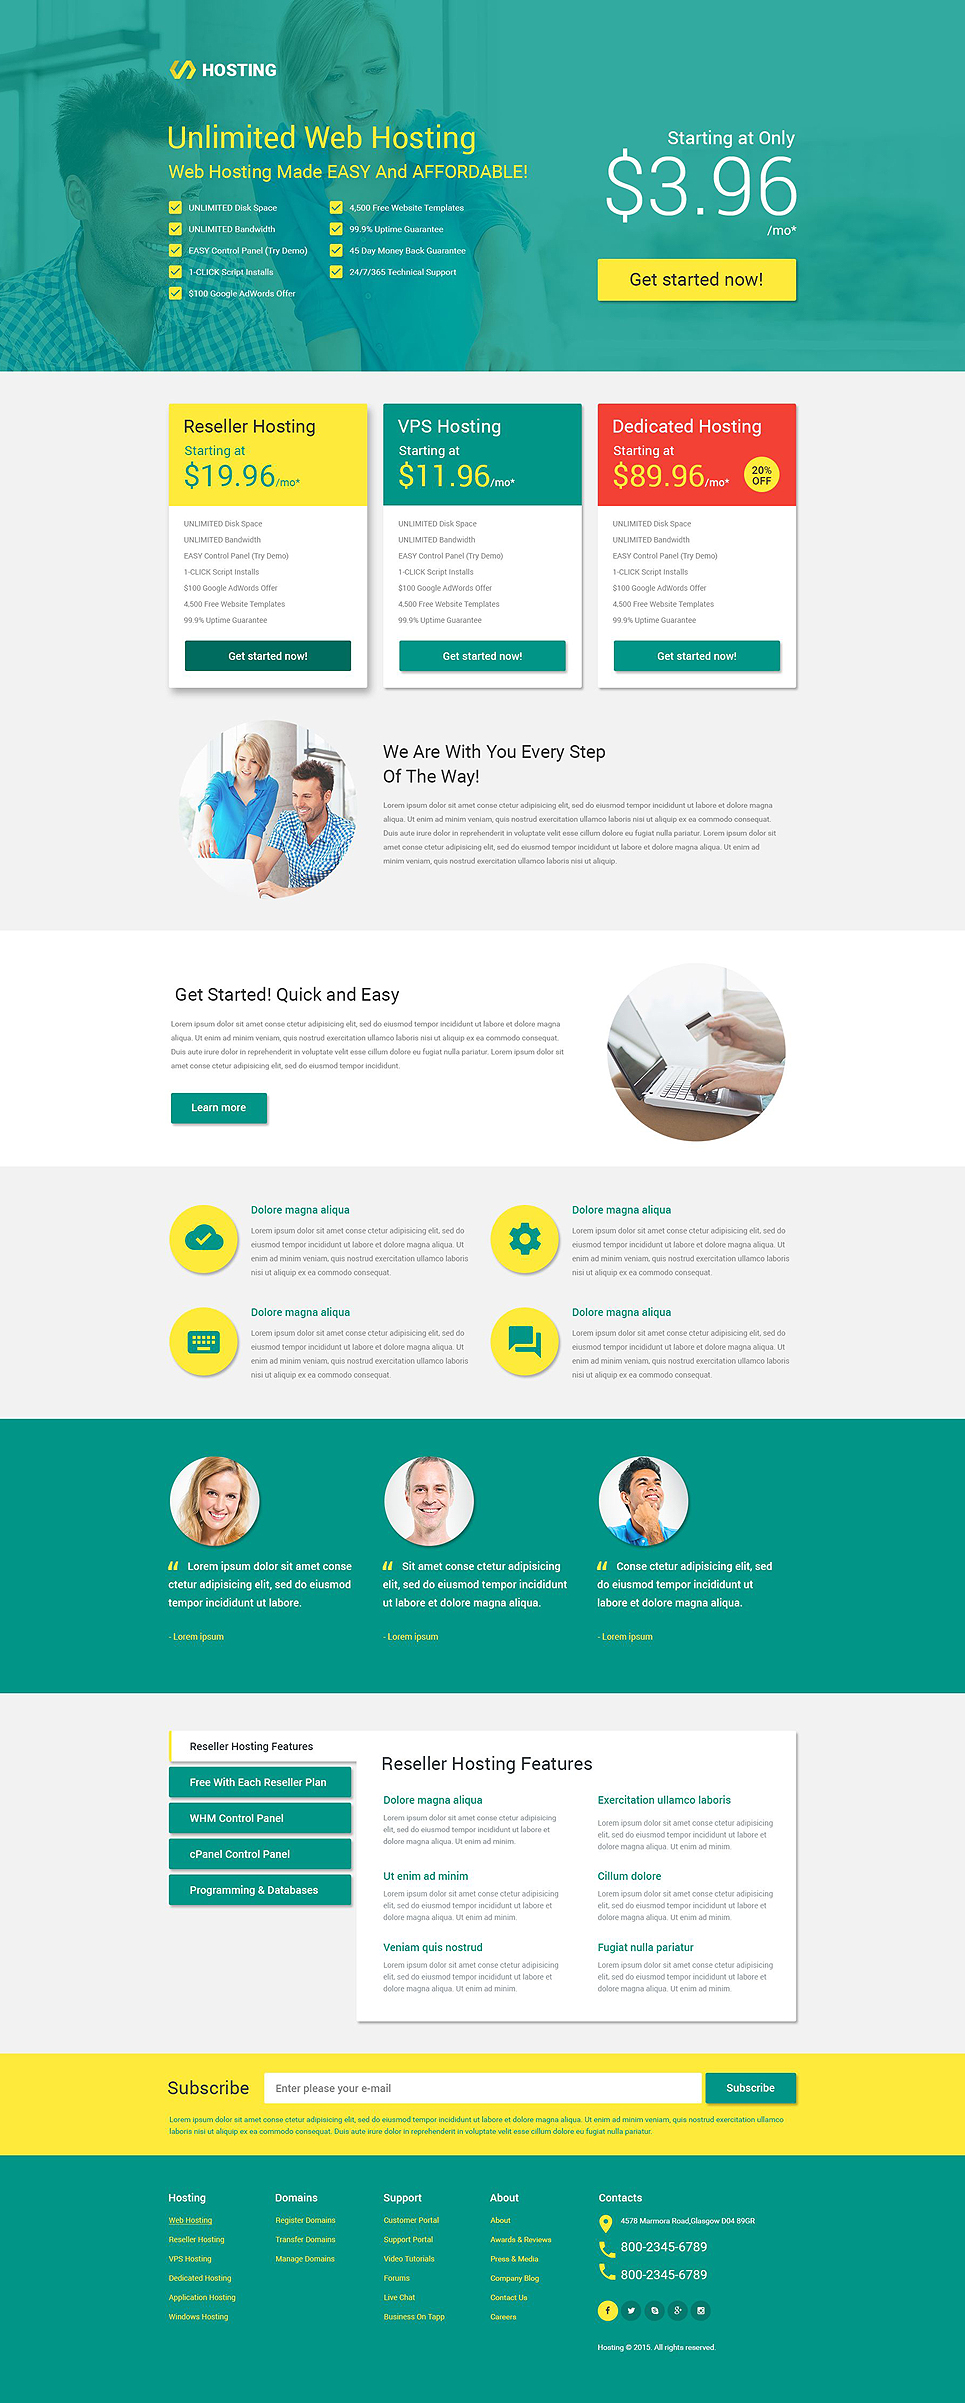 HOSTING
Unlimited Web Hosting
Web Hosting Made EASY And AFFORDABLE!
UNLIMITED Disk Space
UNLIMITED Bandwidth
EASY Control Panel (Try Demo)
1-CLICK Script Installs
$100 Google AdWords Offer
4,500 Free Website Templates
99.9% Uptime Guarantee
45 Day Money Back Guarantee
24/7/365 Technical Support
Starting at Only
$3.96
/mo*
Get started now!
Reseller Hosting
Starting at
$19.96/mo*
UNLIMITED Disk Space
UNLIMITED Bandwidth
EASY Control Panel (Try Demo)
1-CLICK Script Installs
$100 Google AdWords Offer
4,500 Free Website Templates
99.9% Uptime Guarantee
Get started now!
VPS Hosting
Starting at
$11.96/mo*
UNLIMITED Disk Space
UNLIMITED Bandwidth
EASY Control Panel (Try Demo)
1-CLICK Script Installs
$100 Google AdWords Offer
4,500 Free Website Templates
99.9% Uptime Guarantee
Get started now!
Dedicated Hosting
Starting at
$89.96/mo*
20%
OFF
UNLIMITED Disk Space
UNLIMITED Bandwidth
EASY Control Panel (Try Demo)
1-CLICK Script Installs
$100 Google AdWords Offer
4,500 Free Website Templates
99.9% Uptime Guarantee
Get started now!
We Are With You Every Step
Of The Way!
Lorem ipsum dolor sit amet conse ctetur adipisicing elit, sed do eiusmod tempor incididunt ut labore et dolore magna
aliqua. Ut enim ad minim veniam, quis nostrud exercitation ullamco laboris nisi ut aliquip ex ea commodo consequat.
Duis aute irure dolor in reprehenderit in voluptate velit esse cillum dolore eu fugiat nulla pariatur. Lorem ipsum dolor sit
amet conse ctetur adipisicing elit, sed do eiusmod tempor incididunt ut labore et dolore magna aliqua. Ut enim ad
minim veniam, quis nostrud exercitation ullamco laboris nisi ut aliquip.
Get Started! Quick and Easy
Lorem ipsum dolor sit amet conse ctetur adipisicing elit, sed do eiusmod tempor incididunt ut labore et dolore magna
aliqua. Ut enim ad minim veniam, quis nostrud exercitation ullamco laboris nisi ut aliquip ex ea commodo consequat.
Duis aute irure dolor in reprehenderit in voluptate velit esse cillum dolore eu fugiat nulla pariatur. Lorem ipsum dolor sit
amet conse ctetur adipisicing elit, sed do eiusmod tempor incididunt.
Learn more
Dolore magna aliqua
Lorem ipsum dolor sit amet conse ctetur adipisicing elit, sed do
eiusmod tempor incididunt ut labore et dolore magna aliqua. Ut
enim ad minim veniam, quis nostrud exercitation ullamco laboris
nisi ut aliquip ex ea commodo consequat.
Dolore magna aliqua
Lorem ipsum dolor sit amet conse ctetur adipisicing elit, sed do
eiusmod tempor incididunt ut labore et dolore magna aliqua. Ut
enim ad minim veniam, quis nostrud exercitation ullamco laboris
nisi ut aliquip ex ea commodo consequat.
Dolore magna aliqua
Lorem ipsum dolor sit amet conse ctetur adipisicing elit, sed do
eiusmod tempor incididunt ut labore et dolore magna aliqua. Ut
enim ad minim veniam, quis nostrud exercitation ullamco laboris
nisi ut aliquip ex ea commodo consequat.
Dolore magna aliqua
Lorem ipsum dolor sit amet conse ctetur adipisicing elit, sed do
eiusmod tempor incididunt ut labore et dolore magna aliqua. Ut
enim ad minim veniam, quis nostrud exercitation ullamco laboris
nisi ut aliquip ex ea commodo consequat.
“ Lorem ipsum dolor sit amet conse
ctetur adipisicing elit, sed do eiusmod
tempor incididunt ut labore.
- Lorem ipsum
“ Sit amet conse ctetur adipisicing
elit, sed do eiusmod tempor incididunt
ut labore et dolore magna aliqua.
- Lorem ipsum
“ Conse ctetur adipisicing elit, sed
do eiusmod tempor incididunt ut
labore et dolore magna aliqua.
- Lorem ipsum
Reseller Hosting Features
Free With Each Reseller Plan
WHM Control Panel
cPanel Control Panel
Programming & Databases
Reseller Hosting Features
Dolore magna aliqua
Lorem ipsum dolor sit amet conse ctetur adipisicing
elit, sed do eiusmod tempor incididunt ut labore et
dolore magna aliqua. Ut enim ad minim.
Exercitation ullamco laboris
Lorem ipsum dolor sit amet conse ctetur adipisicing
elit, sed do eiusmod tempor incididunt ut labore et
dolore magna aliqua. Ut enim ad minim.
Ut enim ad minim
Lorem ipsum dolor sit amet conse ctetur adipisicing
elit, sed do eiusmod tempor incididunt ut labore et
dolore magna aliqua. Ut enim ad minim.
Cillum dolore
Lorem ipsum dolor sit amet conse ctetur adipisicing
elit, sed do eiusmod tempor incididunt ut labore et
dolore magna aliqua. Ut enim ad minim.
Veniam quis nostrud
Lorem ipsum dolor sit amet conse ctetur adipisicing
elit, sed do eiusmod tempor incididunt ut labore et
dolore magna aliqua. Ut enim ad minim.
Fugiat nulla pariatur
Lorem ipsum dolor sit amet conse ctetur adipisicing
elit, sed do eiusmod tempor incididunt ut labore et
dolore magna aliqua. Ut enim ad minim.
Subscribe
Enter please your e-mail
Subscribe
Lorem ipsum dolor sit amet conse ctetur adipisicing elit, sed do eiusmod tempor incididunt ut labore et dolore magna aliqua. Ut enim ad minim veniam, quis nostrud exercitation ullamco
laboris nisi ut aliquip ex ea commodo consequat. Duis aute irure dolor in reprehenderit in voluptate velit esse cillum dolore eu fugiat nulla pariatur.
Hosting
Web Hosting
Reseller Hosting
VPS Hosting
Dedicated Hosting
Application Hosting
Windows Hosting
Domains
Register Domains
Transfer Domains
Manage Domains
Support
Customer Portal
Support Portal
Video Tutorials
Forums
Live Chat
Business On Tapp
About
About
Awards & Reviews
Press & Media
Company Blog
Contact Us
Careers
Contacts
4578 Marmora Road,Glasgow D04 89GR
800-2345-6789
800-2345-6789
Hosting © 2015. All rights reserved.